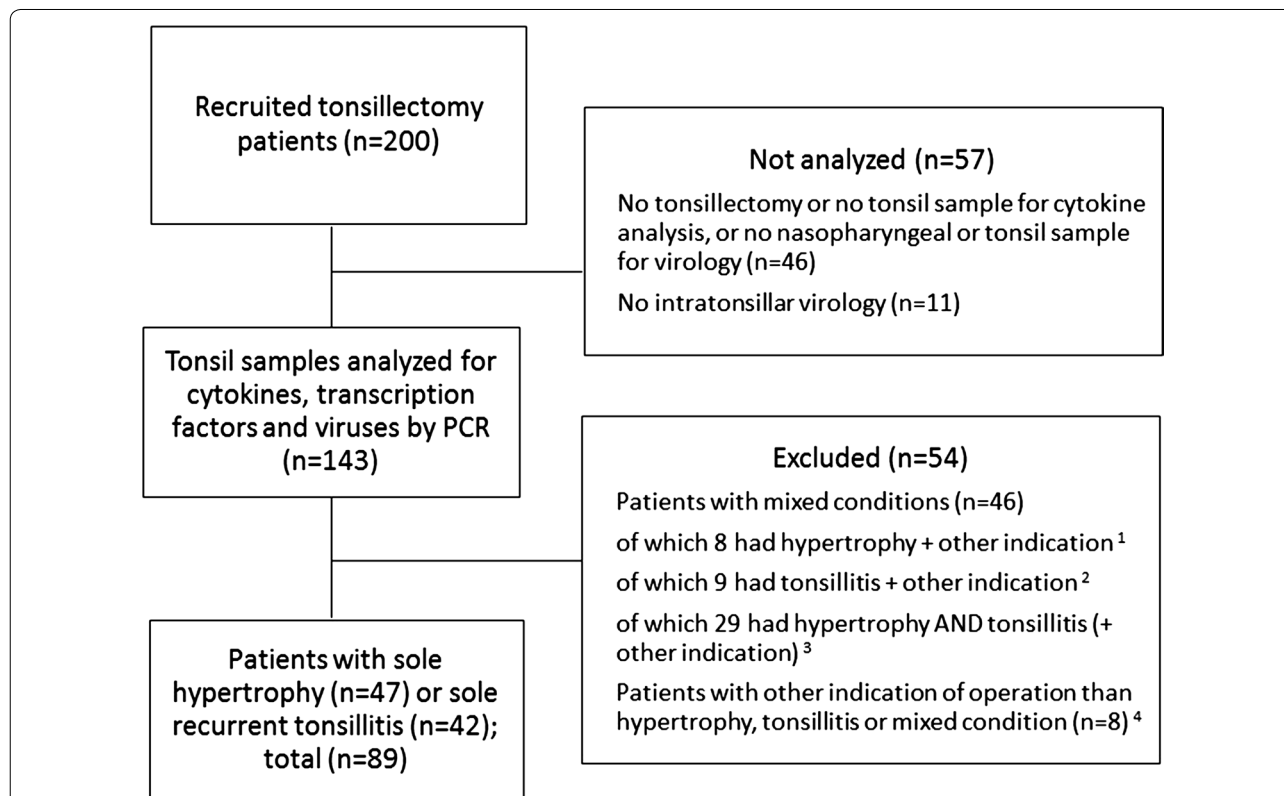 Recruited tonsillectomy
patients (n=200)
Not analyzed (n=57)
No tonsillectomy or no tonsil sample for cytokine
analysis, or no nasopharyngeal or tonsil sample
for virology (n=46)
No intratonsillar virology (n=11)
Tonsil samples analyzed for
cytokines, transcription
factors and viruses by PCR
(n=143)
Excluded (n=54)
Patients with mixed conditions (n=46)
of which 8 had hypertrophy + other indication 1
of which 9 had tonsillitis + other indication 2
of which 29 had hypertrophy AND tonsillitis (+
other indication) 3
Patients with other indication of operation than
hypertrophy, tonsillitis or mixed condition (n=8) 4
Patients with sole
hypertrophy (n=47) or sole
recurrent tonsillitis (n=42);
total (n=89)